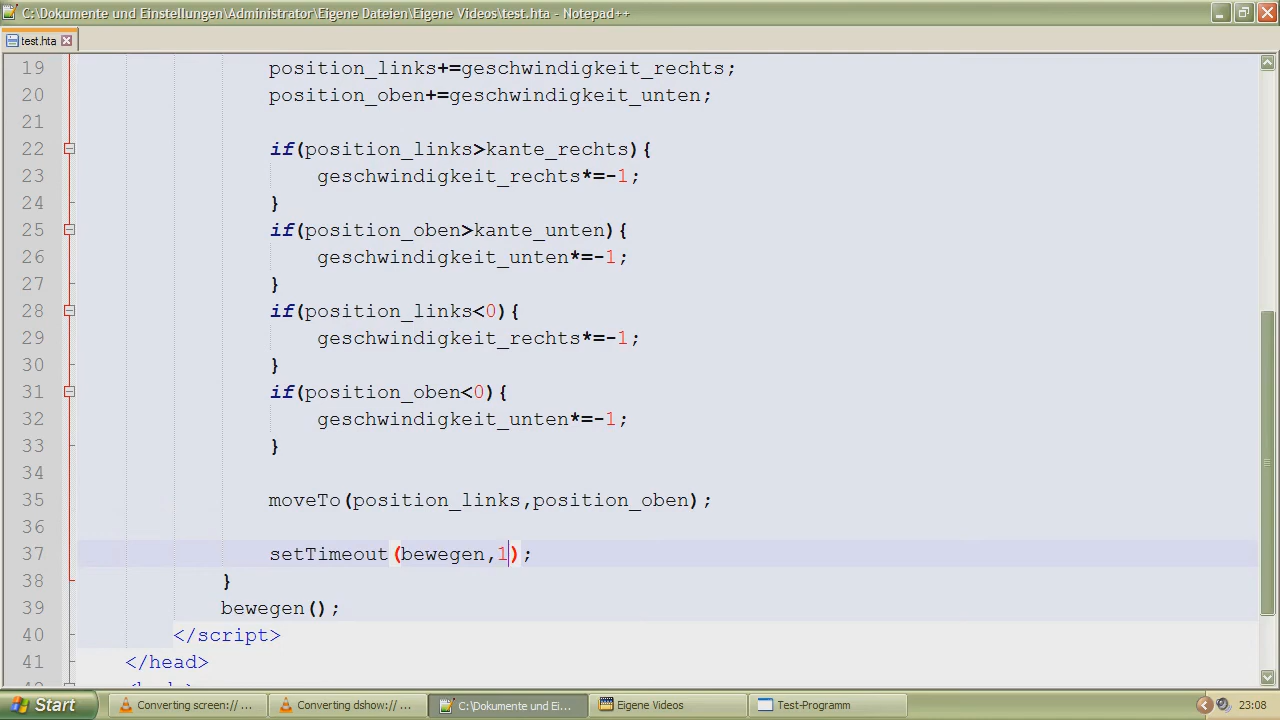 C:\Dokumente und Einstellungen\Administrator\Eigene Dateien\Eigene Videos\test.hta - Notepad++
test.hta
19 position_links+=geschwindigkeit_rechts;
20 position_oben+=geschwindigkeit_unten;
21
22 if(position_links>kante_rechts){
23 geschwindigkeit_rechts*=-1;
24 }
25 if(position_oben>kante_unten){
26 geschwindigkeit_unten*=-1;
27 }
28 if(position_links<0){
29 geschwindigkeit_rechts*=-1;
30 }
31 if(position_oben<0){
32 geschwindigkeit_unten*=-1;
33 }
34
35 moveTo(position_links,position_oben);
36
37 setTimeout(bewegen,1);
38 }
39 bewegen();
40 </script>
41 </head>
Start Converting screen:// ... Converting dshow:// ... C:\Dokumente und Ei... Eigene Videos Test-Programm 23:08